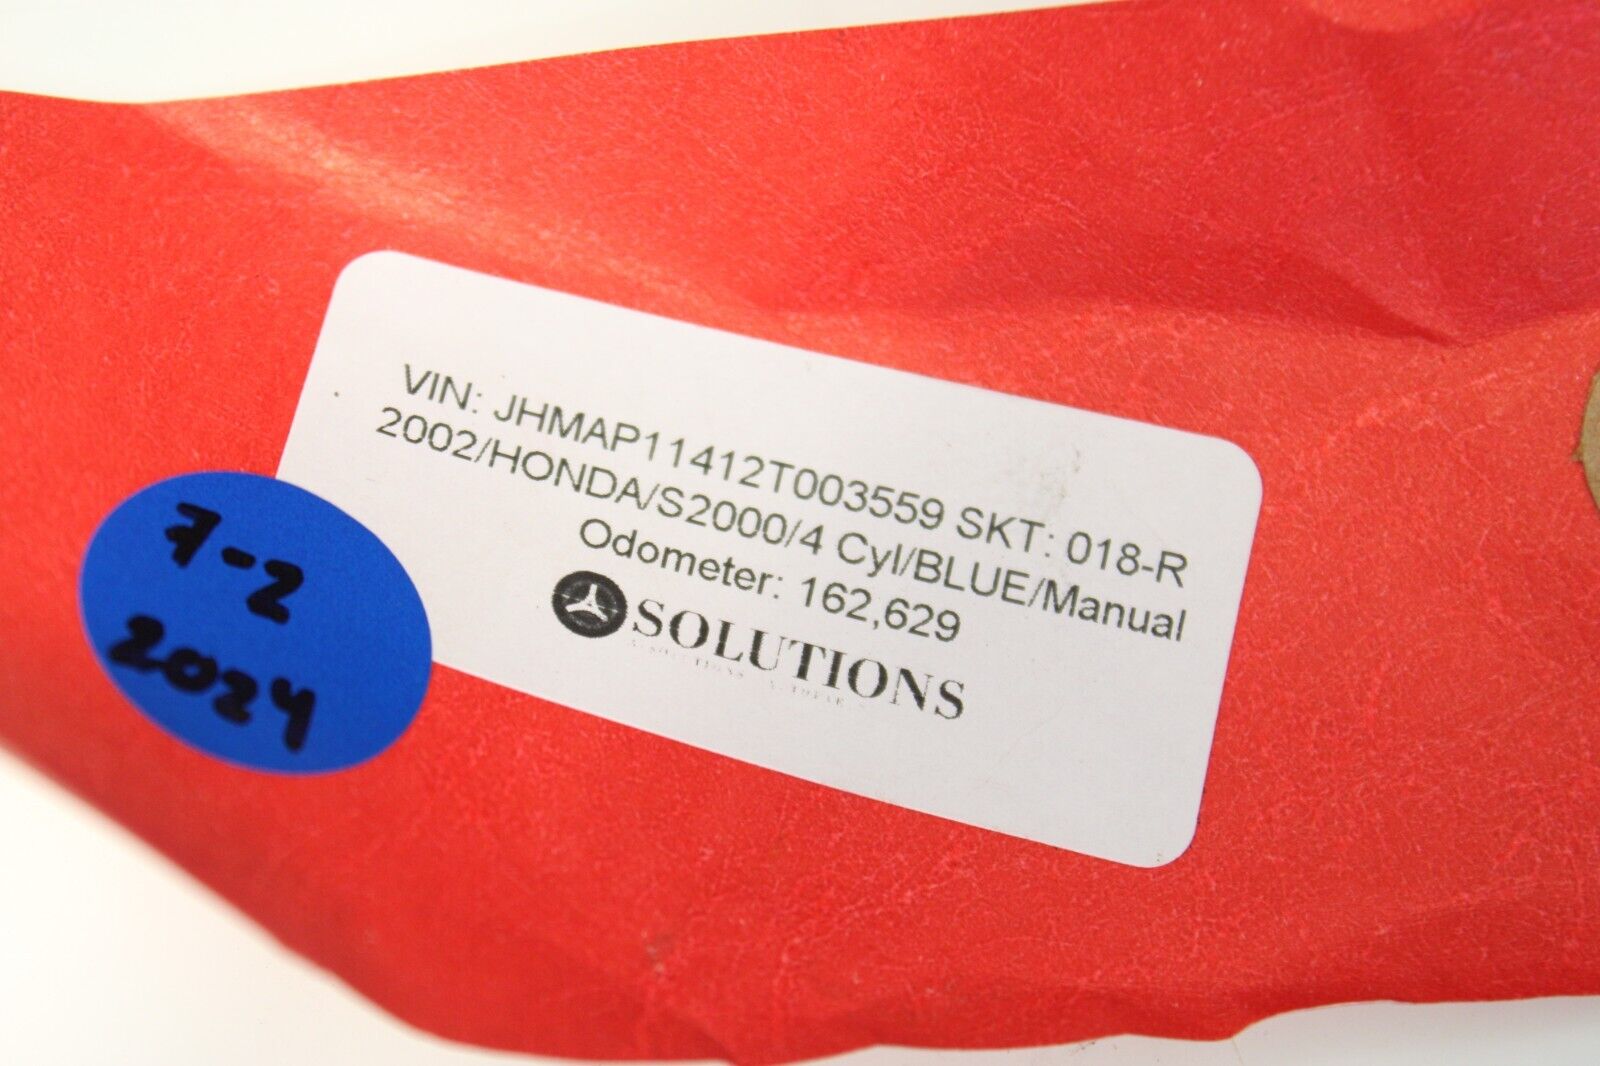 VIN: JHMAP11412T003559 SKT: 018-R
2002/HONDA/S2000/4 Cyl/BLUE/Manual
Odometer: 162,629
SOLUTIONS
7-2
2024